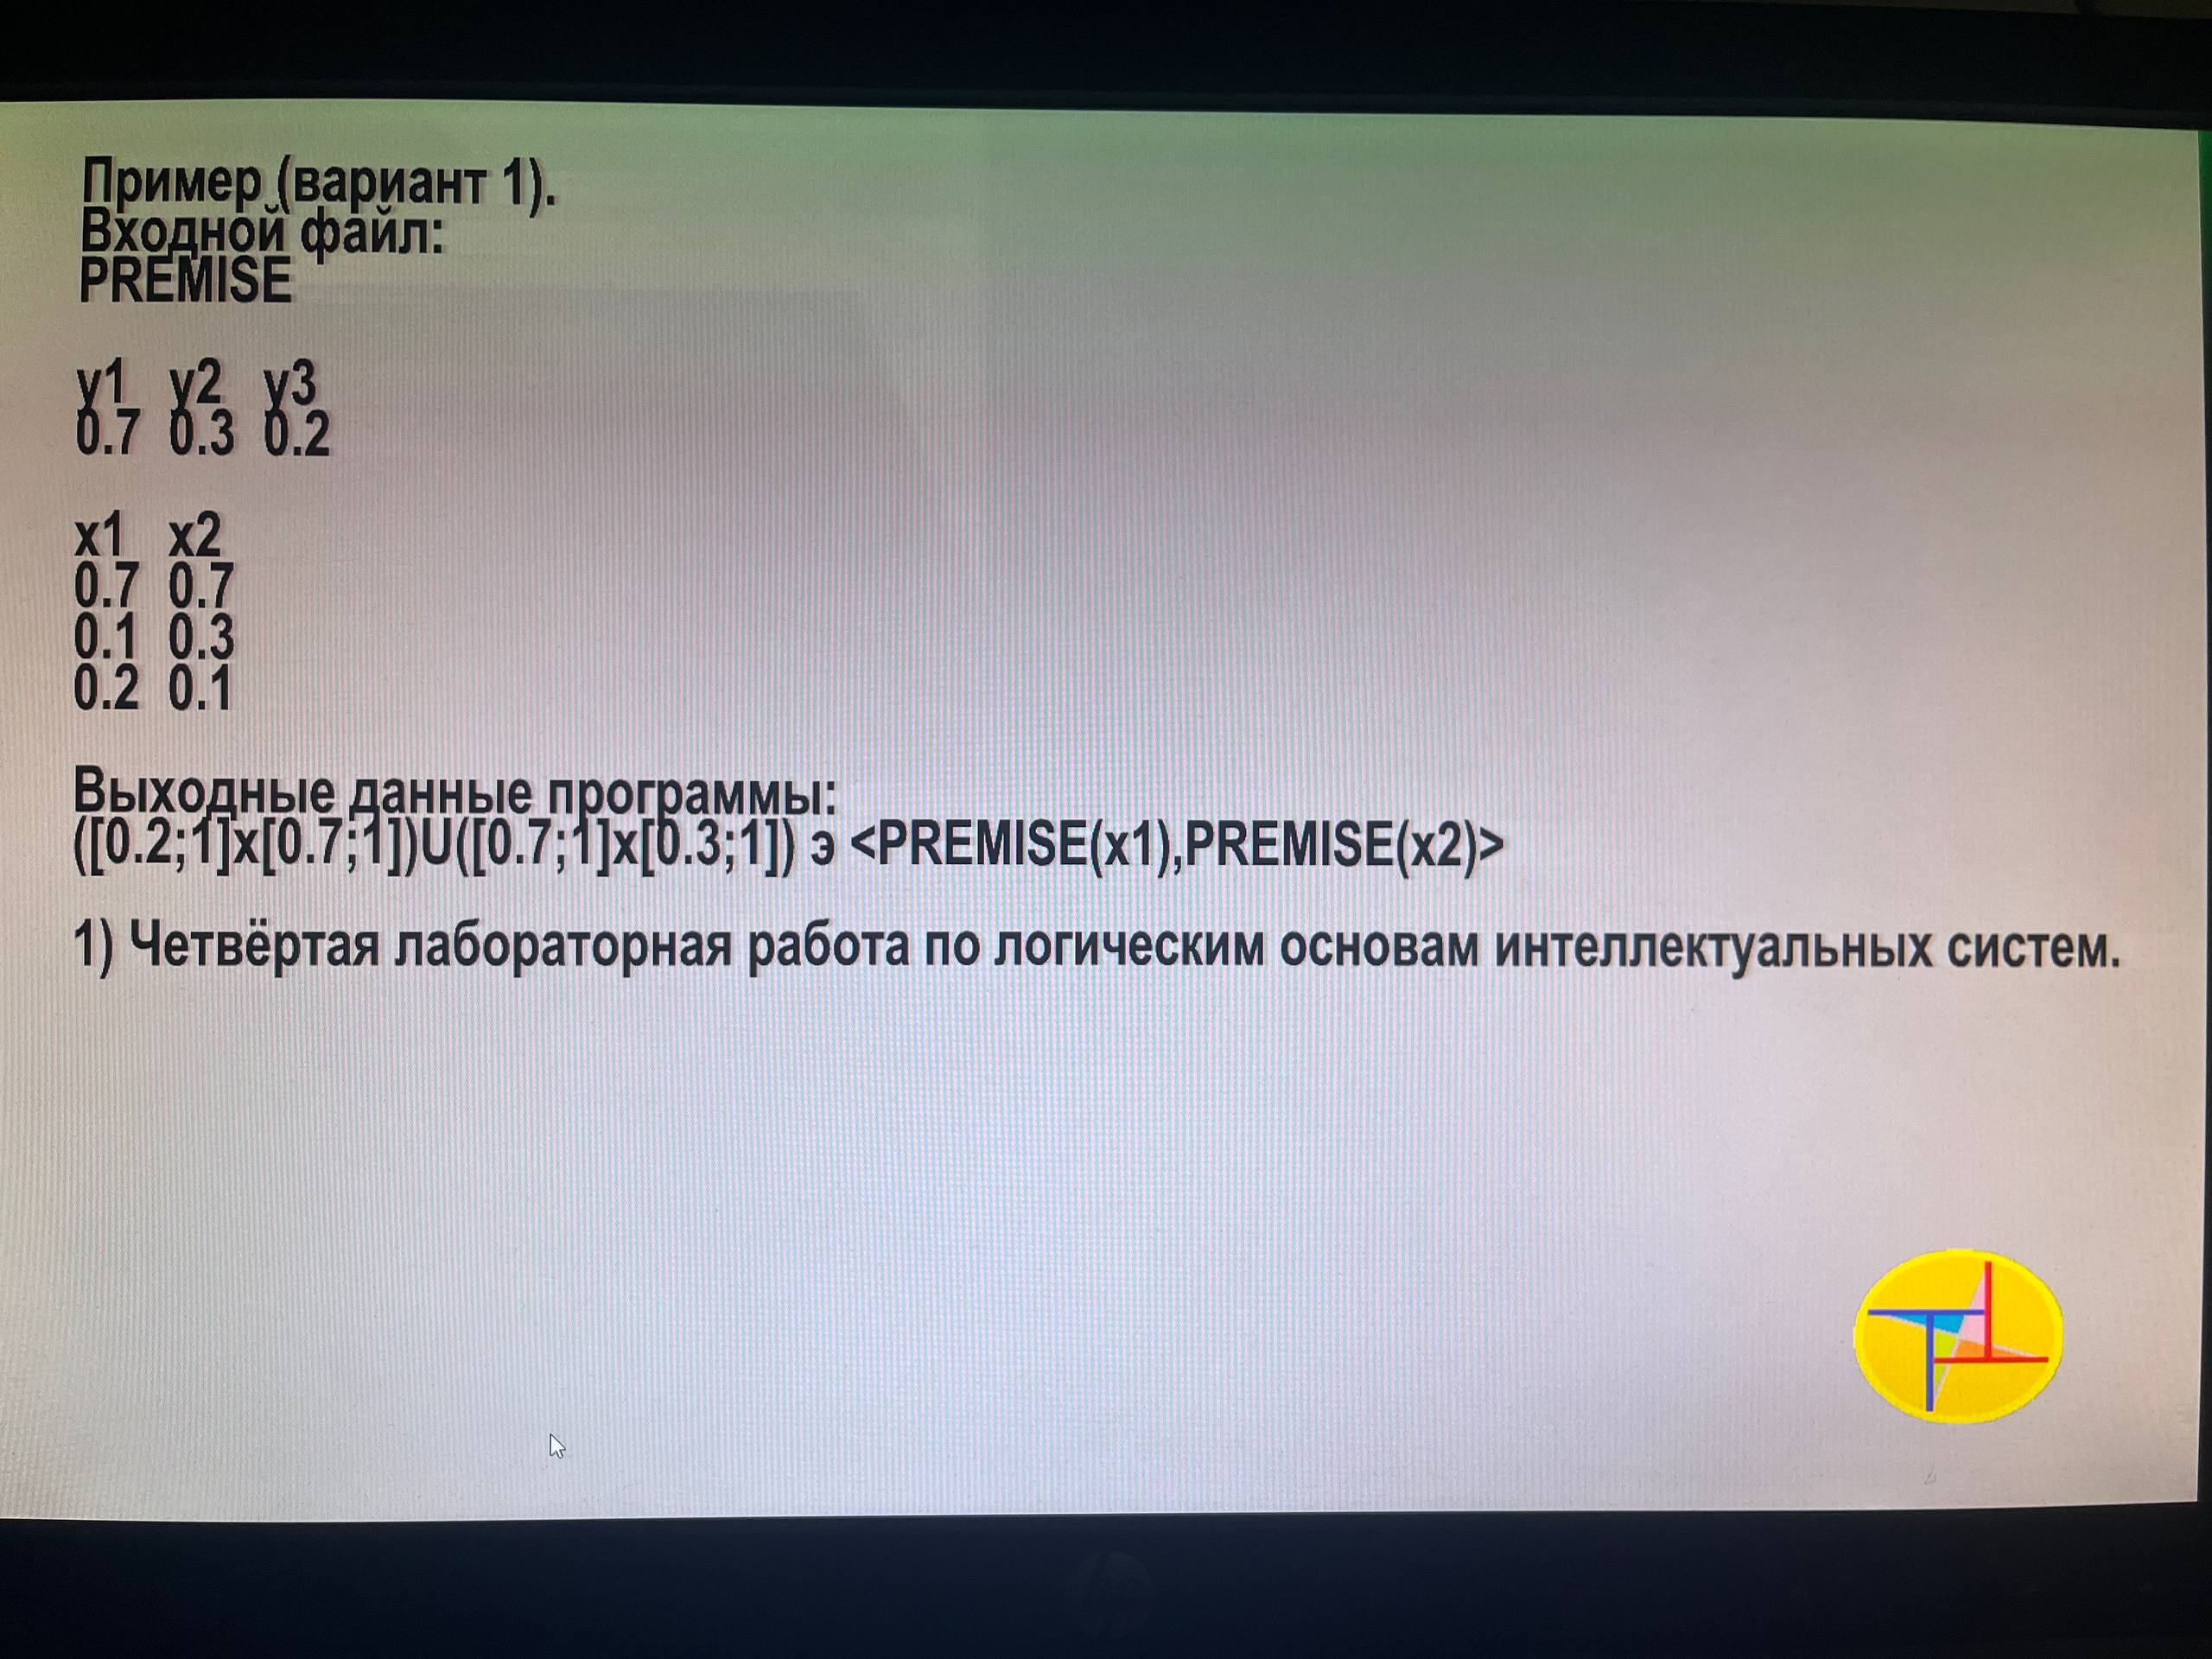 Пример (вариант 1).
Входной файл:
PREMISE
y1 y2 y3
0.7 0.3 0.2
x1 x2
0.7 0.7
0.1 0.3
0.2 0.1
Выходные данные программы:
([0.2;1]x[0.7;1])U([0.7;1]x[0.3;1]) э <PREMISE(x1),PREMISE(x2)>
1) Четвёртая лабораторная работа по логическим основам интеллектуальных систем.
hp